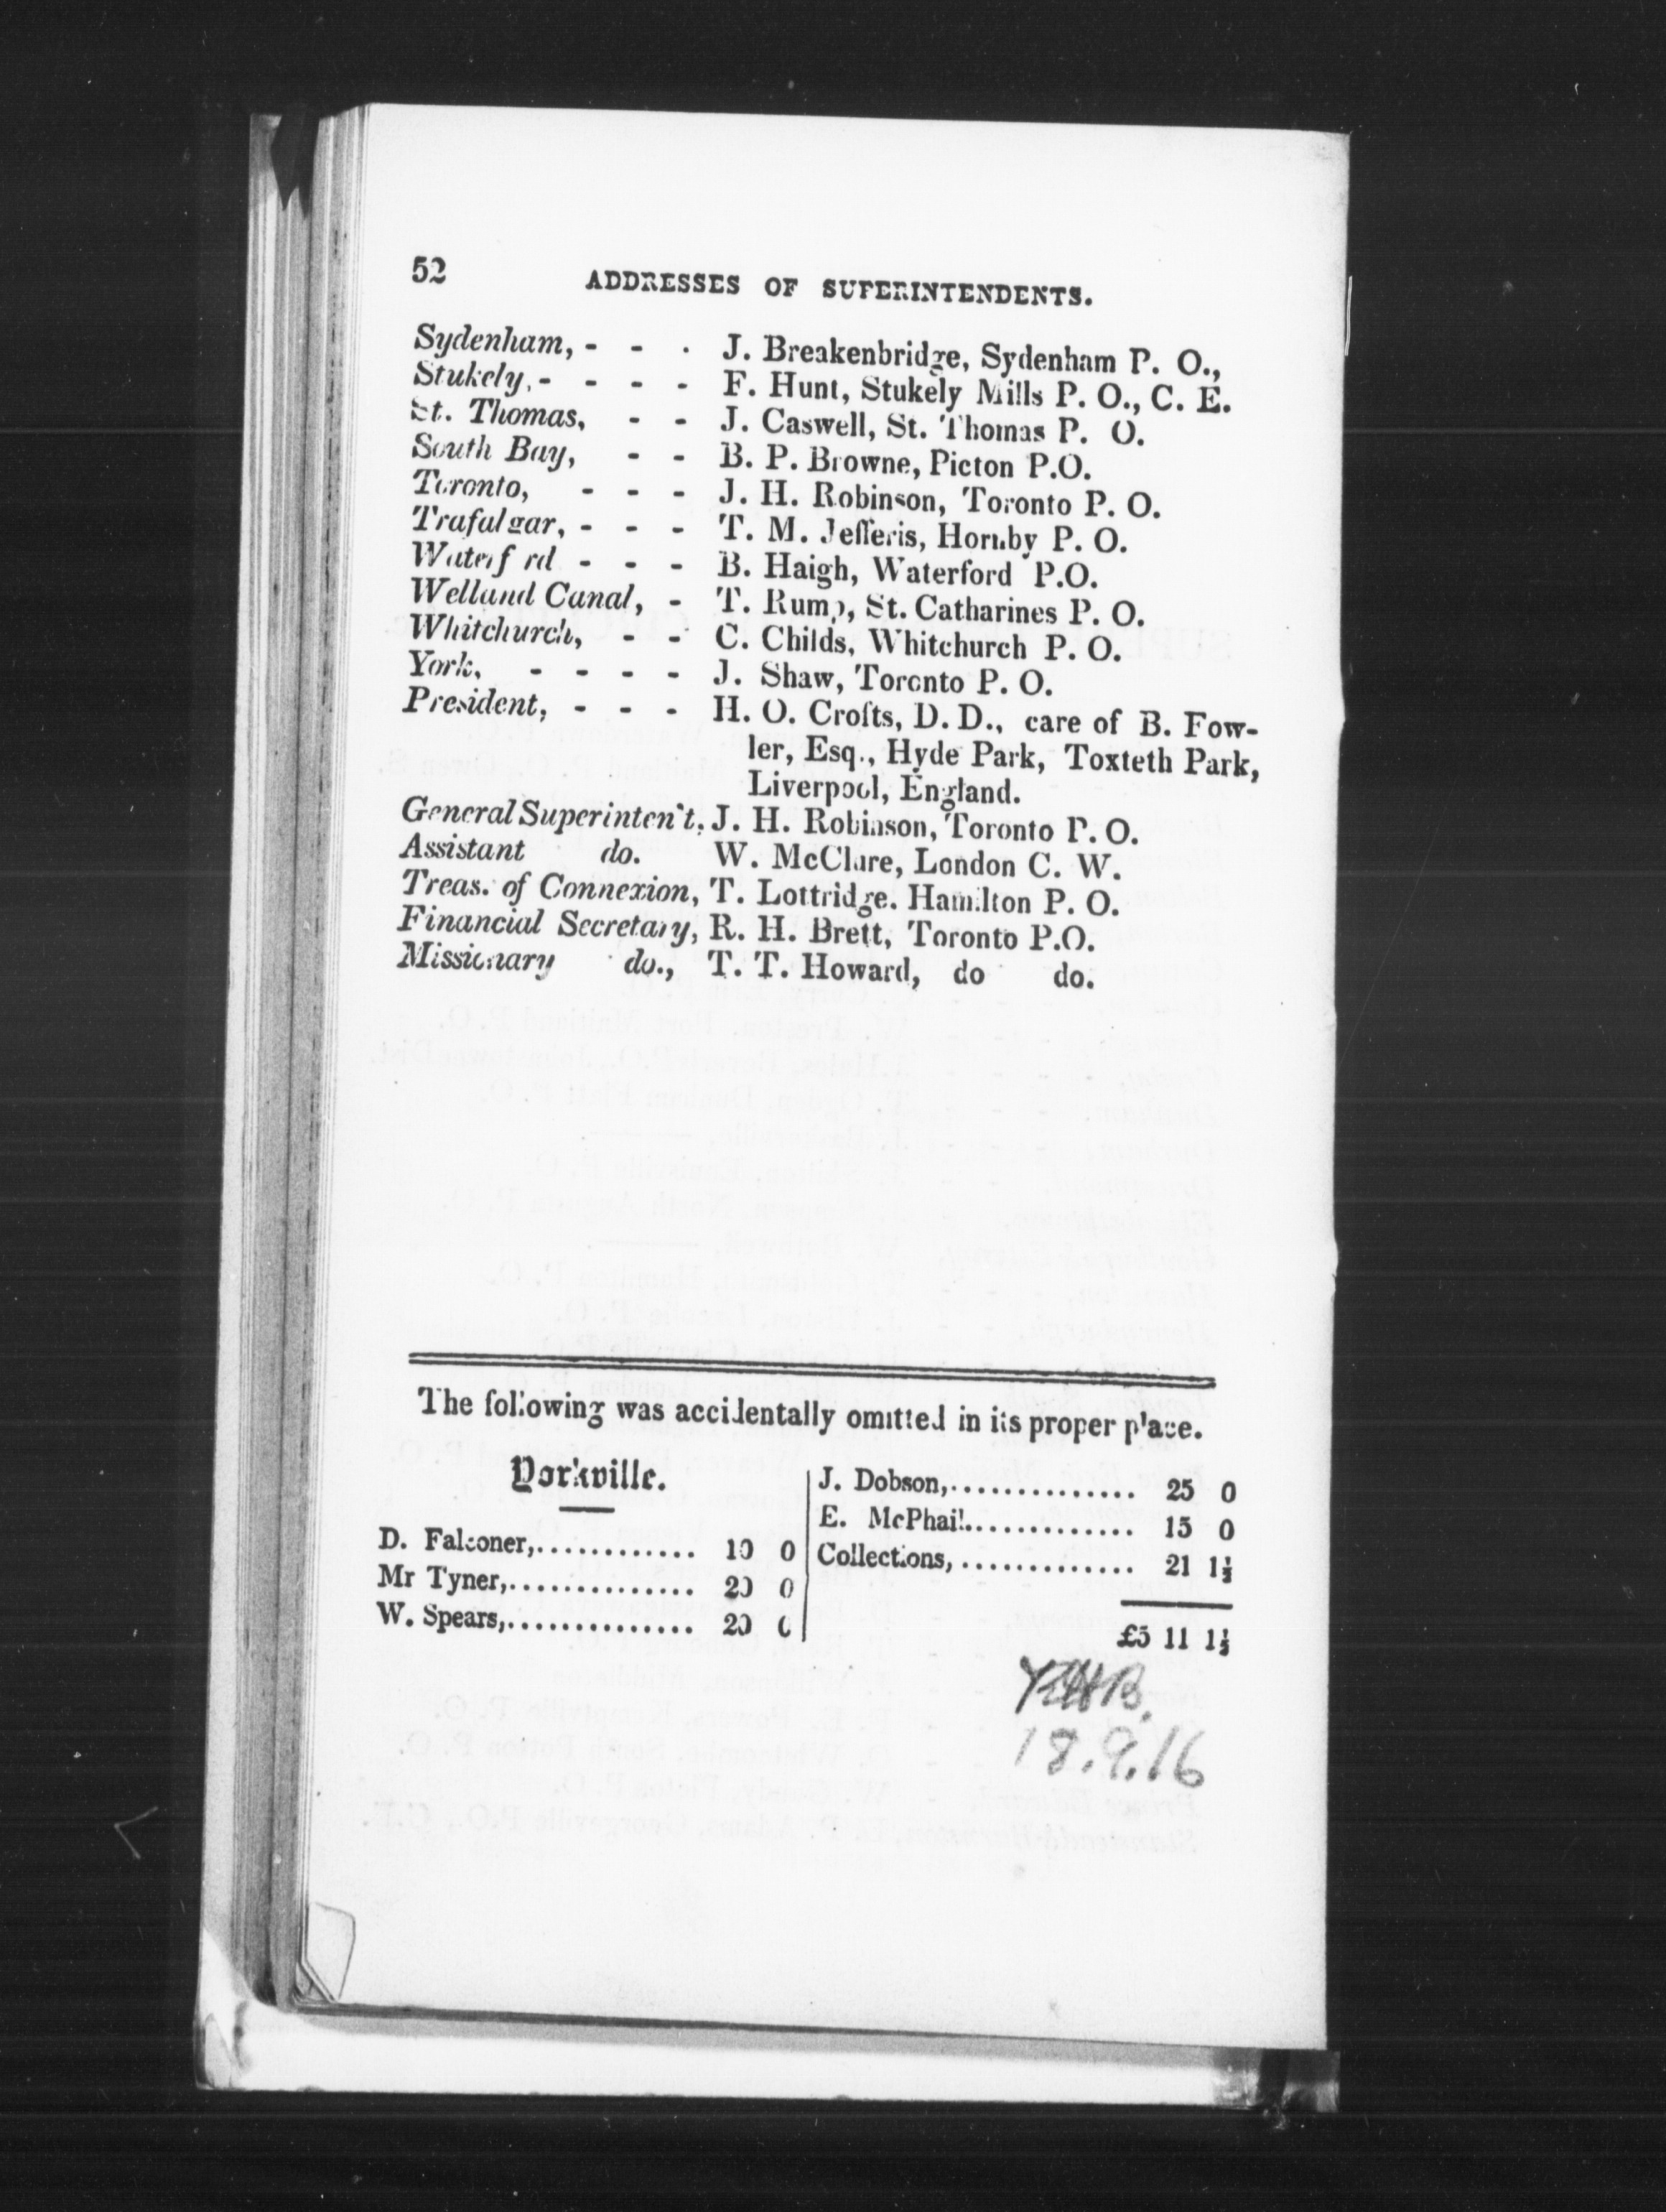 52 ADDRESSES OF SUPERINTENDENTS.
Sydenham, - - - J. Breakenbridge, Sydenham P. O.,
Stukely, - - - - F. Hunt, Stukely Mills P. O., C. E.
St. Thomas, - - J. Caswell, St. Thomas P. O.
South Bay, - - B. P. Browne, Picton P.O.
Toronto, - - - J. H. Robinson, Toronto P. O.
Trafalgar, - - - T. M. Jefferis, Hornby P. O.
Waterf rd - - - B. Haigh, Waterford P.O.
Welland Canal, - T. Rump, St. Catharines P. O.
Whitchurch, - - C. Childs, Whitchurch P. O.
York, - - - - J. Shaw, Toronto P. O.
President, - - - H. O. Crofts, D. D., care of B. Fow-
ler, Esq., Hyde Park, Toxteth Park,
Liverpool, England.
General Superinten't, J. H. Robinson, Toronto P. O.
Assistant do. W. McClure, London C. W.
Treas. of Connexion, T. Lottridge. Hamilton P. O.
Financial Secretary, R. H. Brett, Toronto P.O.
Missionary do., T. T. Howard, do do.
The following was accidentally omitted in its proper place.
Yorkville.
D. Falconer,............ 10 0
Mr Tyner,.............. 20 0
W. Spears,.............. 20 0
J. Dobson,.............. 25 0
E. McPhail............. 15 0
Collections, ............. 21 1½
£5 11 1½
18.9.16